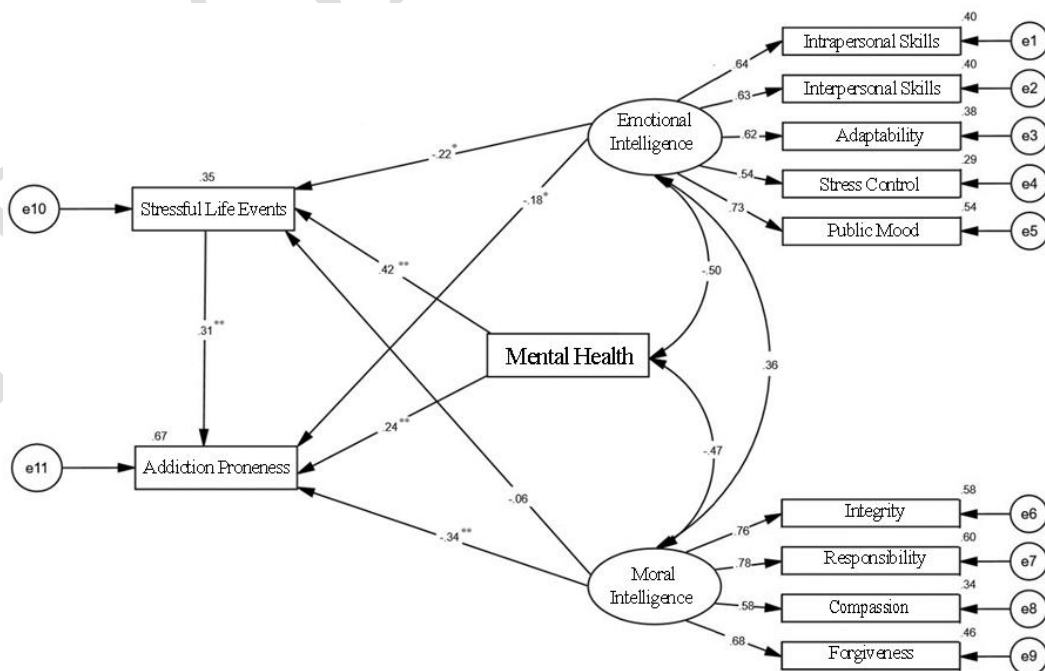 .40
Intrapersonal Skills
e1
.64
.40
Interpersonal Skills
e2
.63
.38
Emotional
Intelligence
.62
Adaptability
e3
.29
-.22*
.54
Stress Control
e4
.35
.54
e10
Stressful Life Events
-.18*
.73
Public Mood
e5
.42 **
-.50
.31**
Mental Health
.36
.24**
-.47
.67
e11
Addiction Proneness
-.06
.58
Integrity
e6
.76
-.34**
.60
Responsibility
e7
.78
Moral
Intelligence
.34
.58
Compassion
e8
.46
.68
Forgiveness
e9